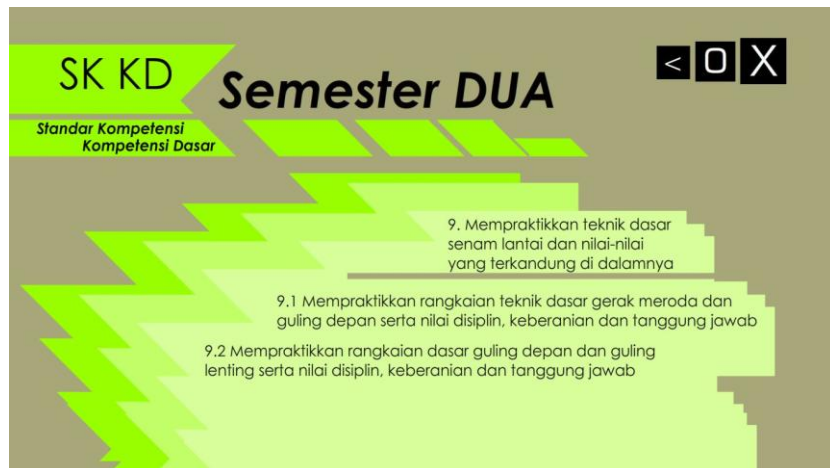 SK KD
Semester DUA
< O X
Standar Kompetensi
Kompetensi Dasar
9. Mempraktikkan teknik dasar
senam lantai dan nilai-nilai
yang terkandung di dalamnya
9.1 Mempraktikkan rangkaian teknik dasar gerak meroda dan
guling depan serta nilai disiplin, keberanian dan tanggung jawab
9.2 Mempraktikkan rangkaian dasar guling depan dan guling
lenting serta nilai disiplin, keberanian dan tanggung jawab